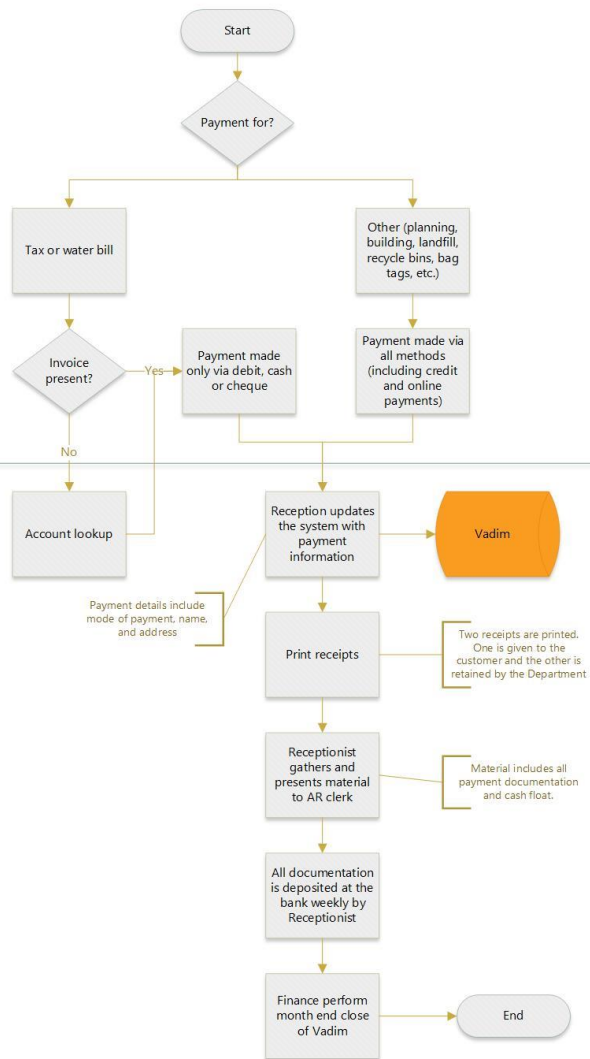 Start
Payment for?
Tax or water bill
Other (planning,
building, landfill,
recycle bins, bag
tags, etc.)
Invoice
present?
Yes
Payment made
only via debit, cash
or cheque
Payment made via
all methods
(including credit
and online
payments)
No
Account lookup
Reception updates
the system with
payment
information
Vadim
Payment details include
mode of payment, name,
and address
Print receipts
Two receipts are printed.
One is given to the
customer and the other is
retained by the Department
Receptionist
gathers and
presents material
to AR clerk
Material includes all
payment documentation
and cash float.
All documentation
is deposited at the
bank weekly by
Receptionist
Finance perform
month end close
of Vadim
End